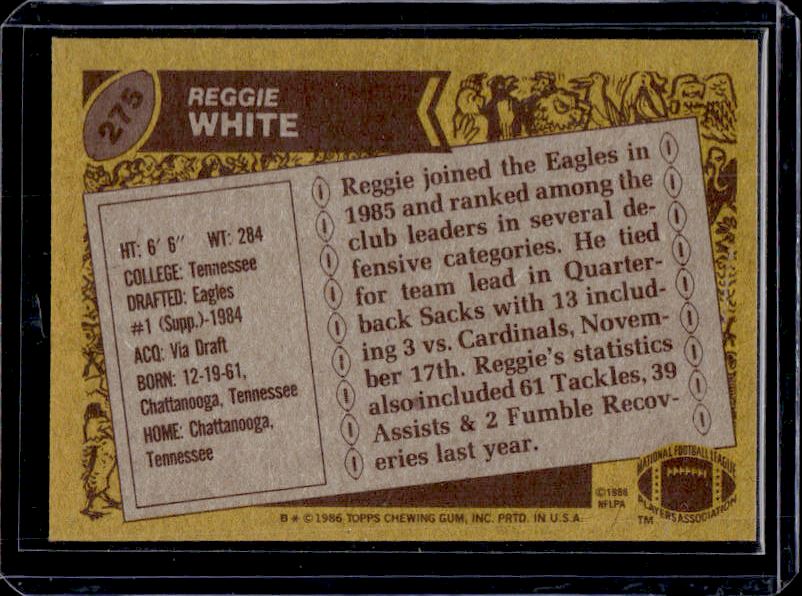 275
REGGIE
WHITE
HT: 6' 6" WT: 284
COLLEGE: Tennessee
DRAFTED: Eagles
#1 (Supp.)-1984
ACQ: Via Draft
BORN: 12-19-61,
Chattanooga, Tennessee
HOME: Chattanooga,
Tennessee
Reggie joined the Eagles in
1985 and ranked among the
club leaders in several de-
fensive categories. He tied
for team lead in Quarter-
back Sacks with 13 includ-
ing 3 vs. Cardinals, Novem-
ber 17th. Reggie's statistics
also included 61 Tackles, 39
Assists & 2 Fumble Recov-
eries last year.
NATIONAL FOOTBALL LEAGUE
PLAYERS ASSOCIATION
TM
©1986
NFLPA
B * © 1986 TOPPS CHEWING GUM, INC. PRTD. IN U.S.A.